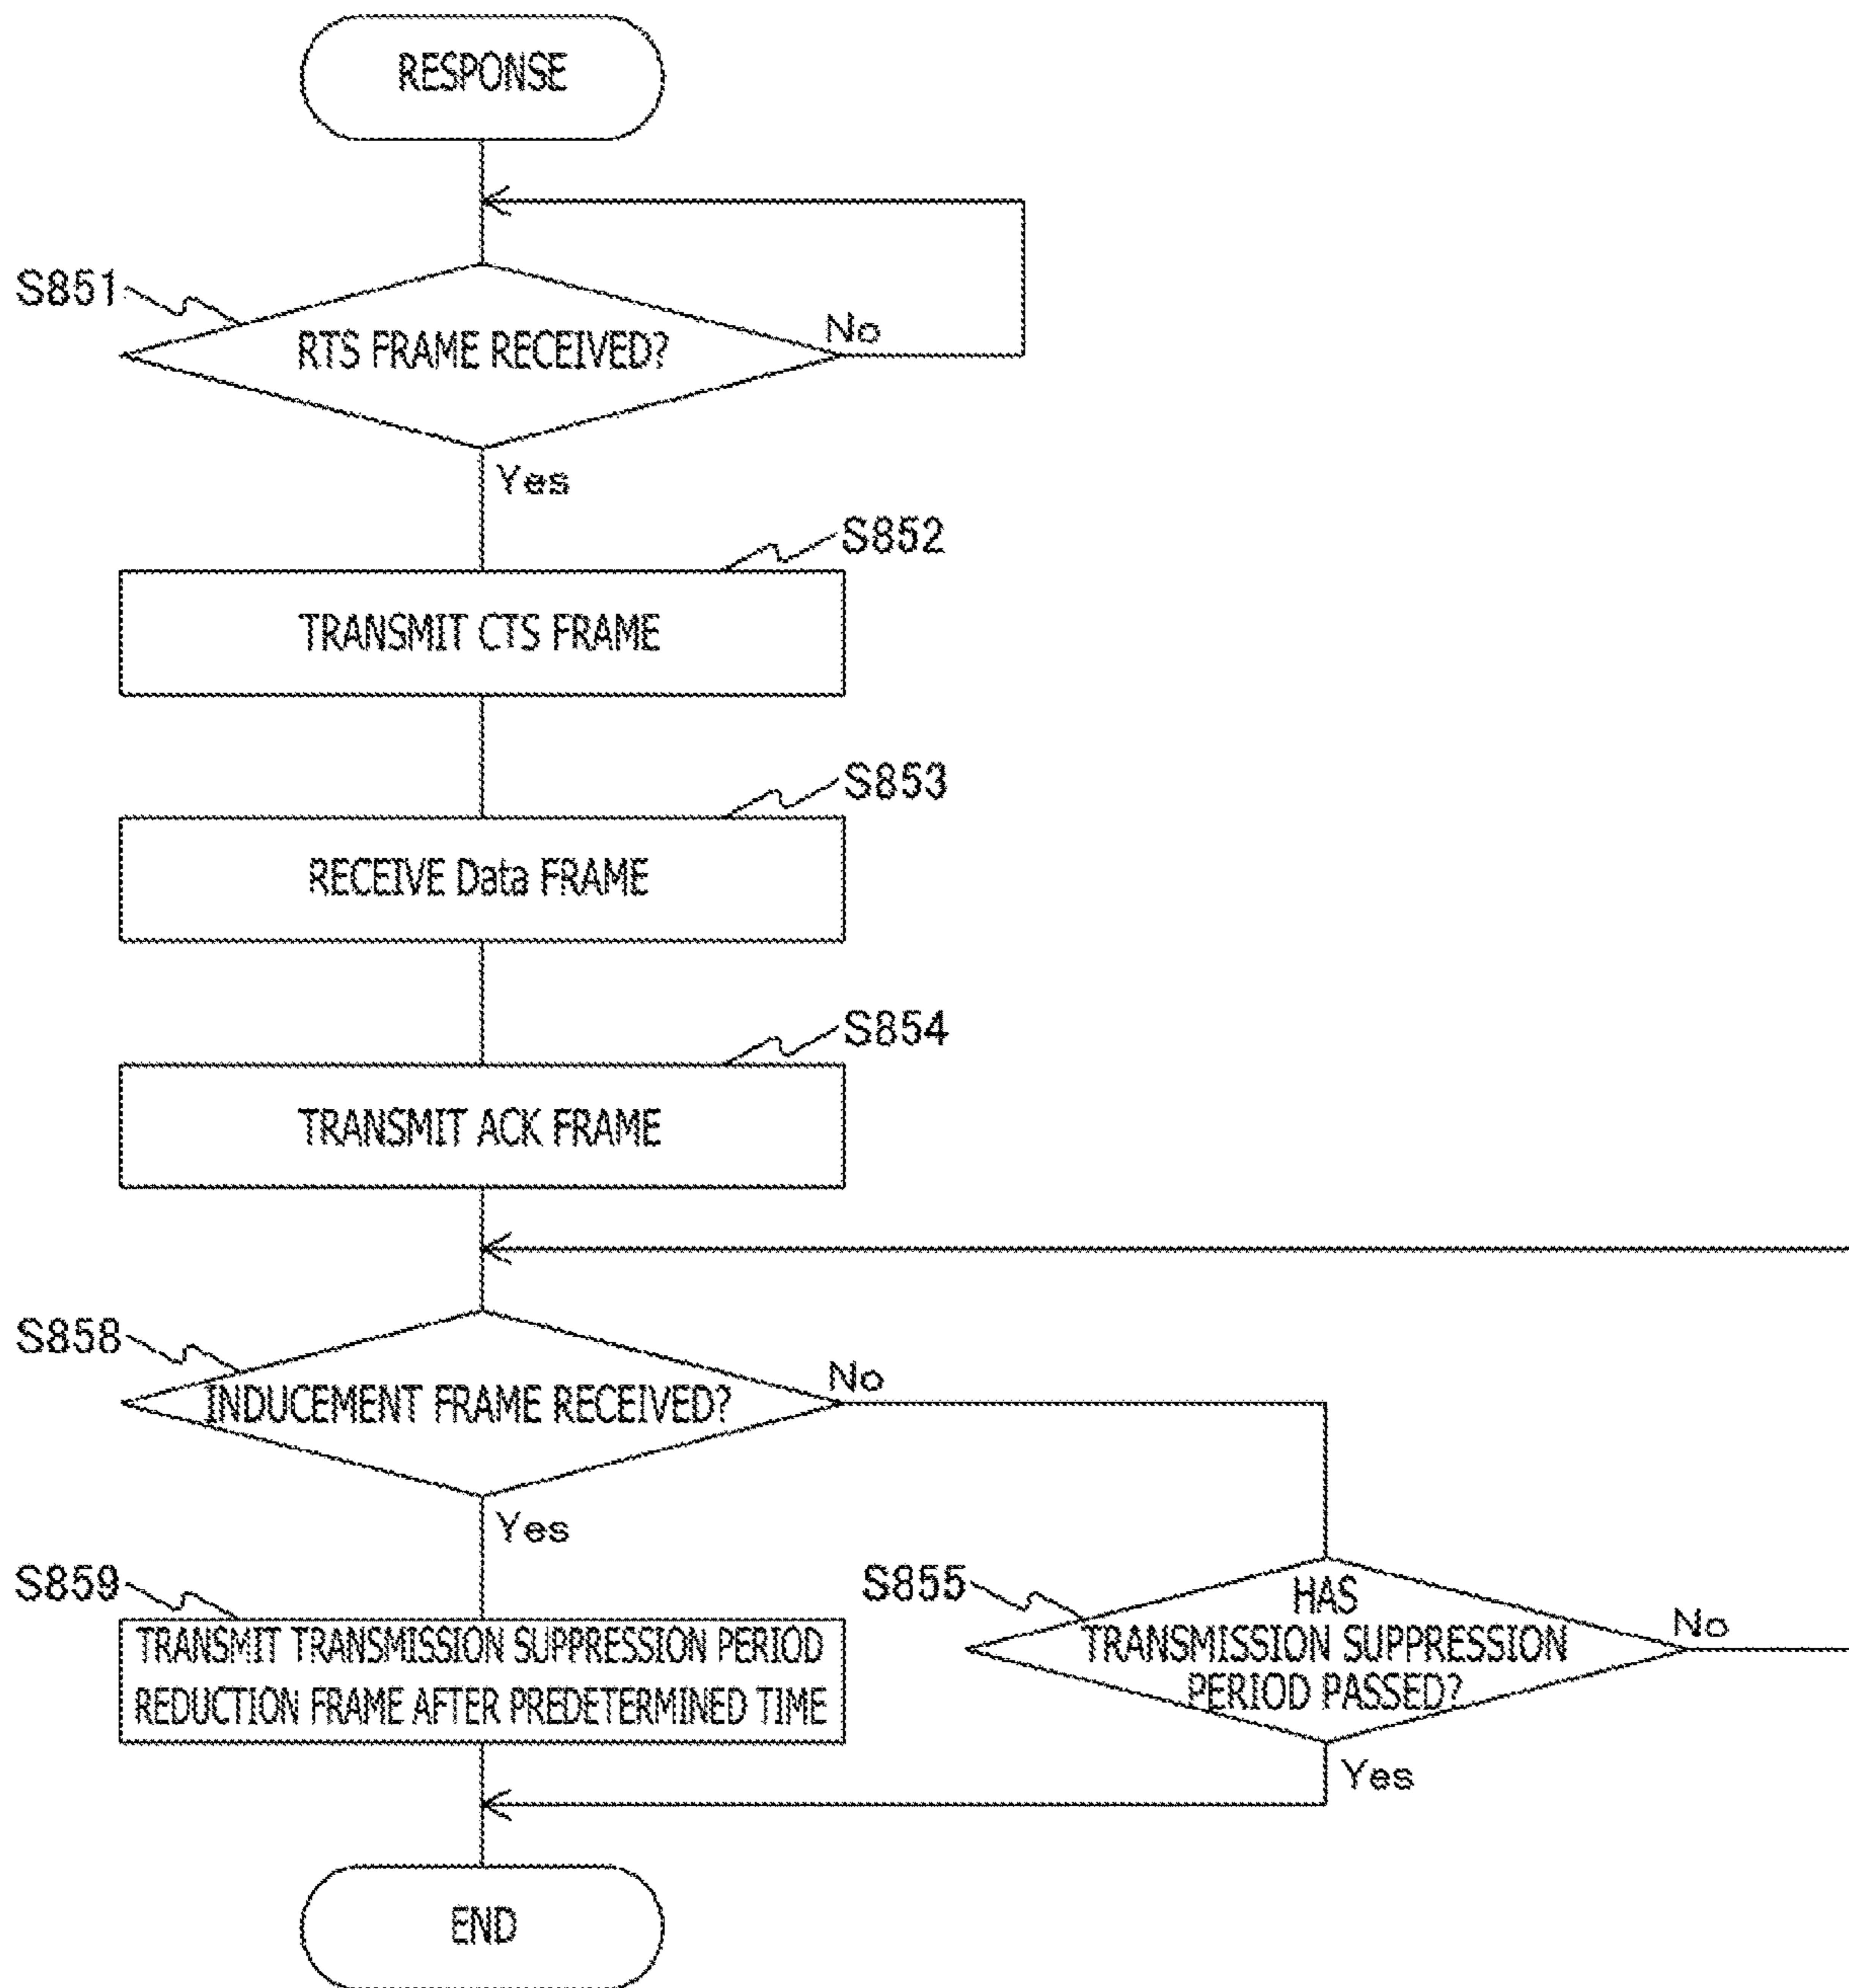 RESPONSE
S851
RTS FRAME RECEIVED?
No
Yes
S852
TRANSMIT CTS FRAME
S853
RECEIVE Data FRAME
S854
TRANSMIT ACK FRAME
S858
INDUCEMENT FRAME RECEIVED?
No
Yes
S859
TRANSMIT TRANSMISSION SUPPRESSION PERIOD
REDUCTION FRAME AFTER PREDETERMINED TIME
S855
HAS
TRANSMISSION SUPPRESSION
PERIOD PASSED?
No
Yes
END